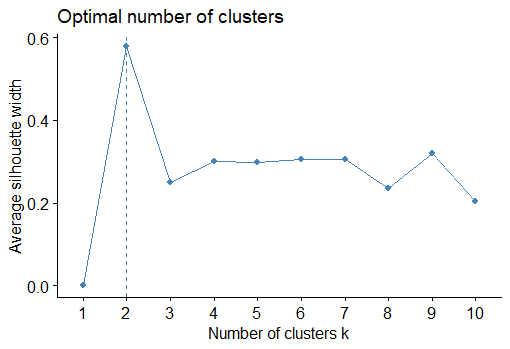 Optimal number of clusters
Average silhouette width
0.6
0.4
0.2
0.0
1 2 3 4 5 6 7 8 9 10
Number of clusters k